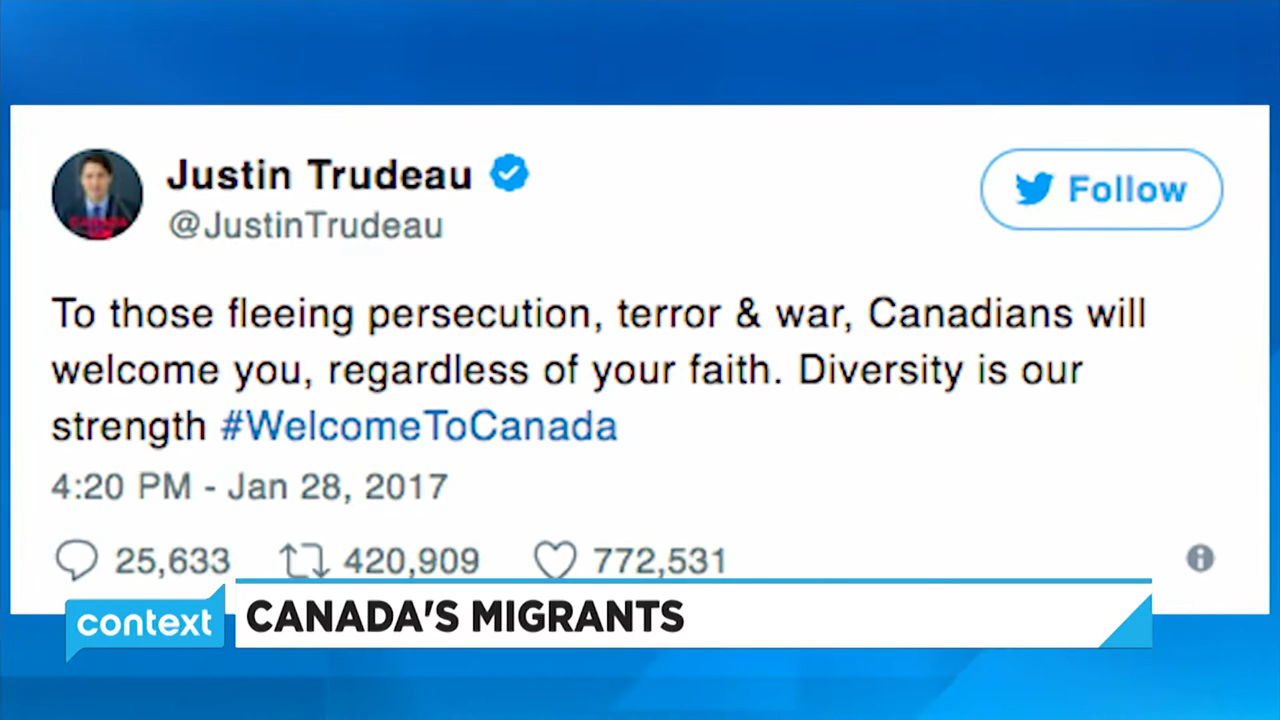 Justin Trudeau
@JustinTrudeau
Follow
To those fleeing persecution, terror & war, Canadians will
welcome you, regardless of your faith. Diversity is our
strength #WelcomeToCanada
4:20 PM - Jan 28, 2017
25,633 420,909 772,531
context
CANADA'S MIGRANTS